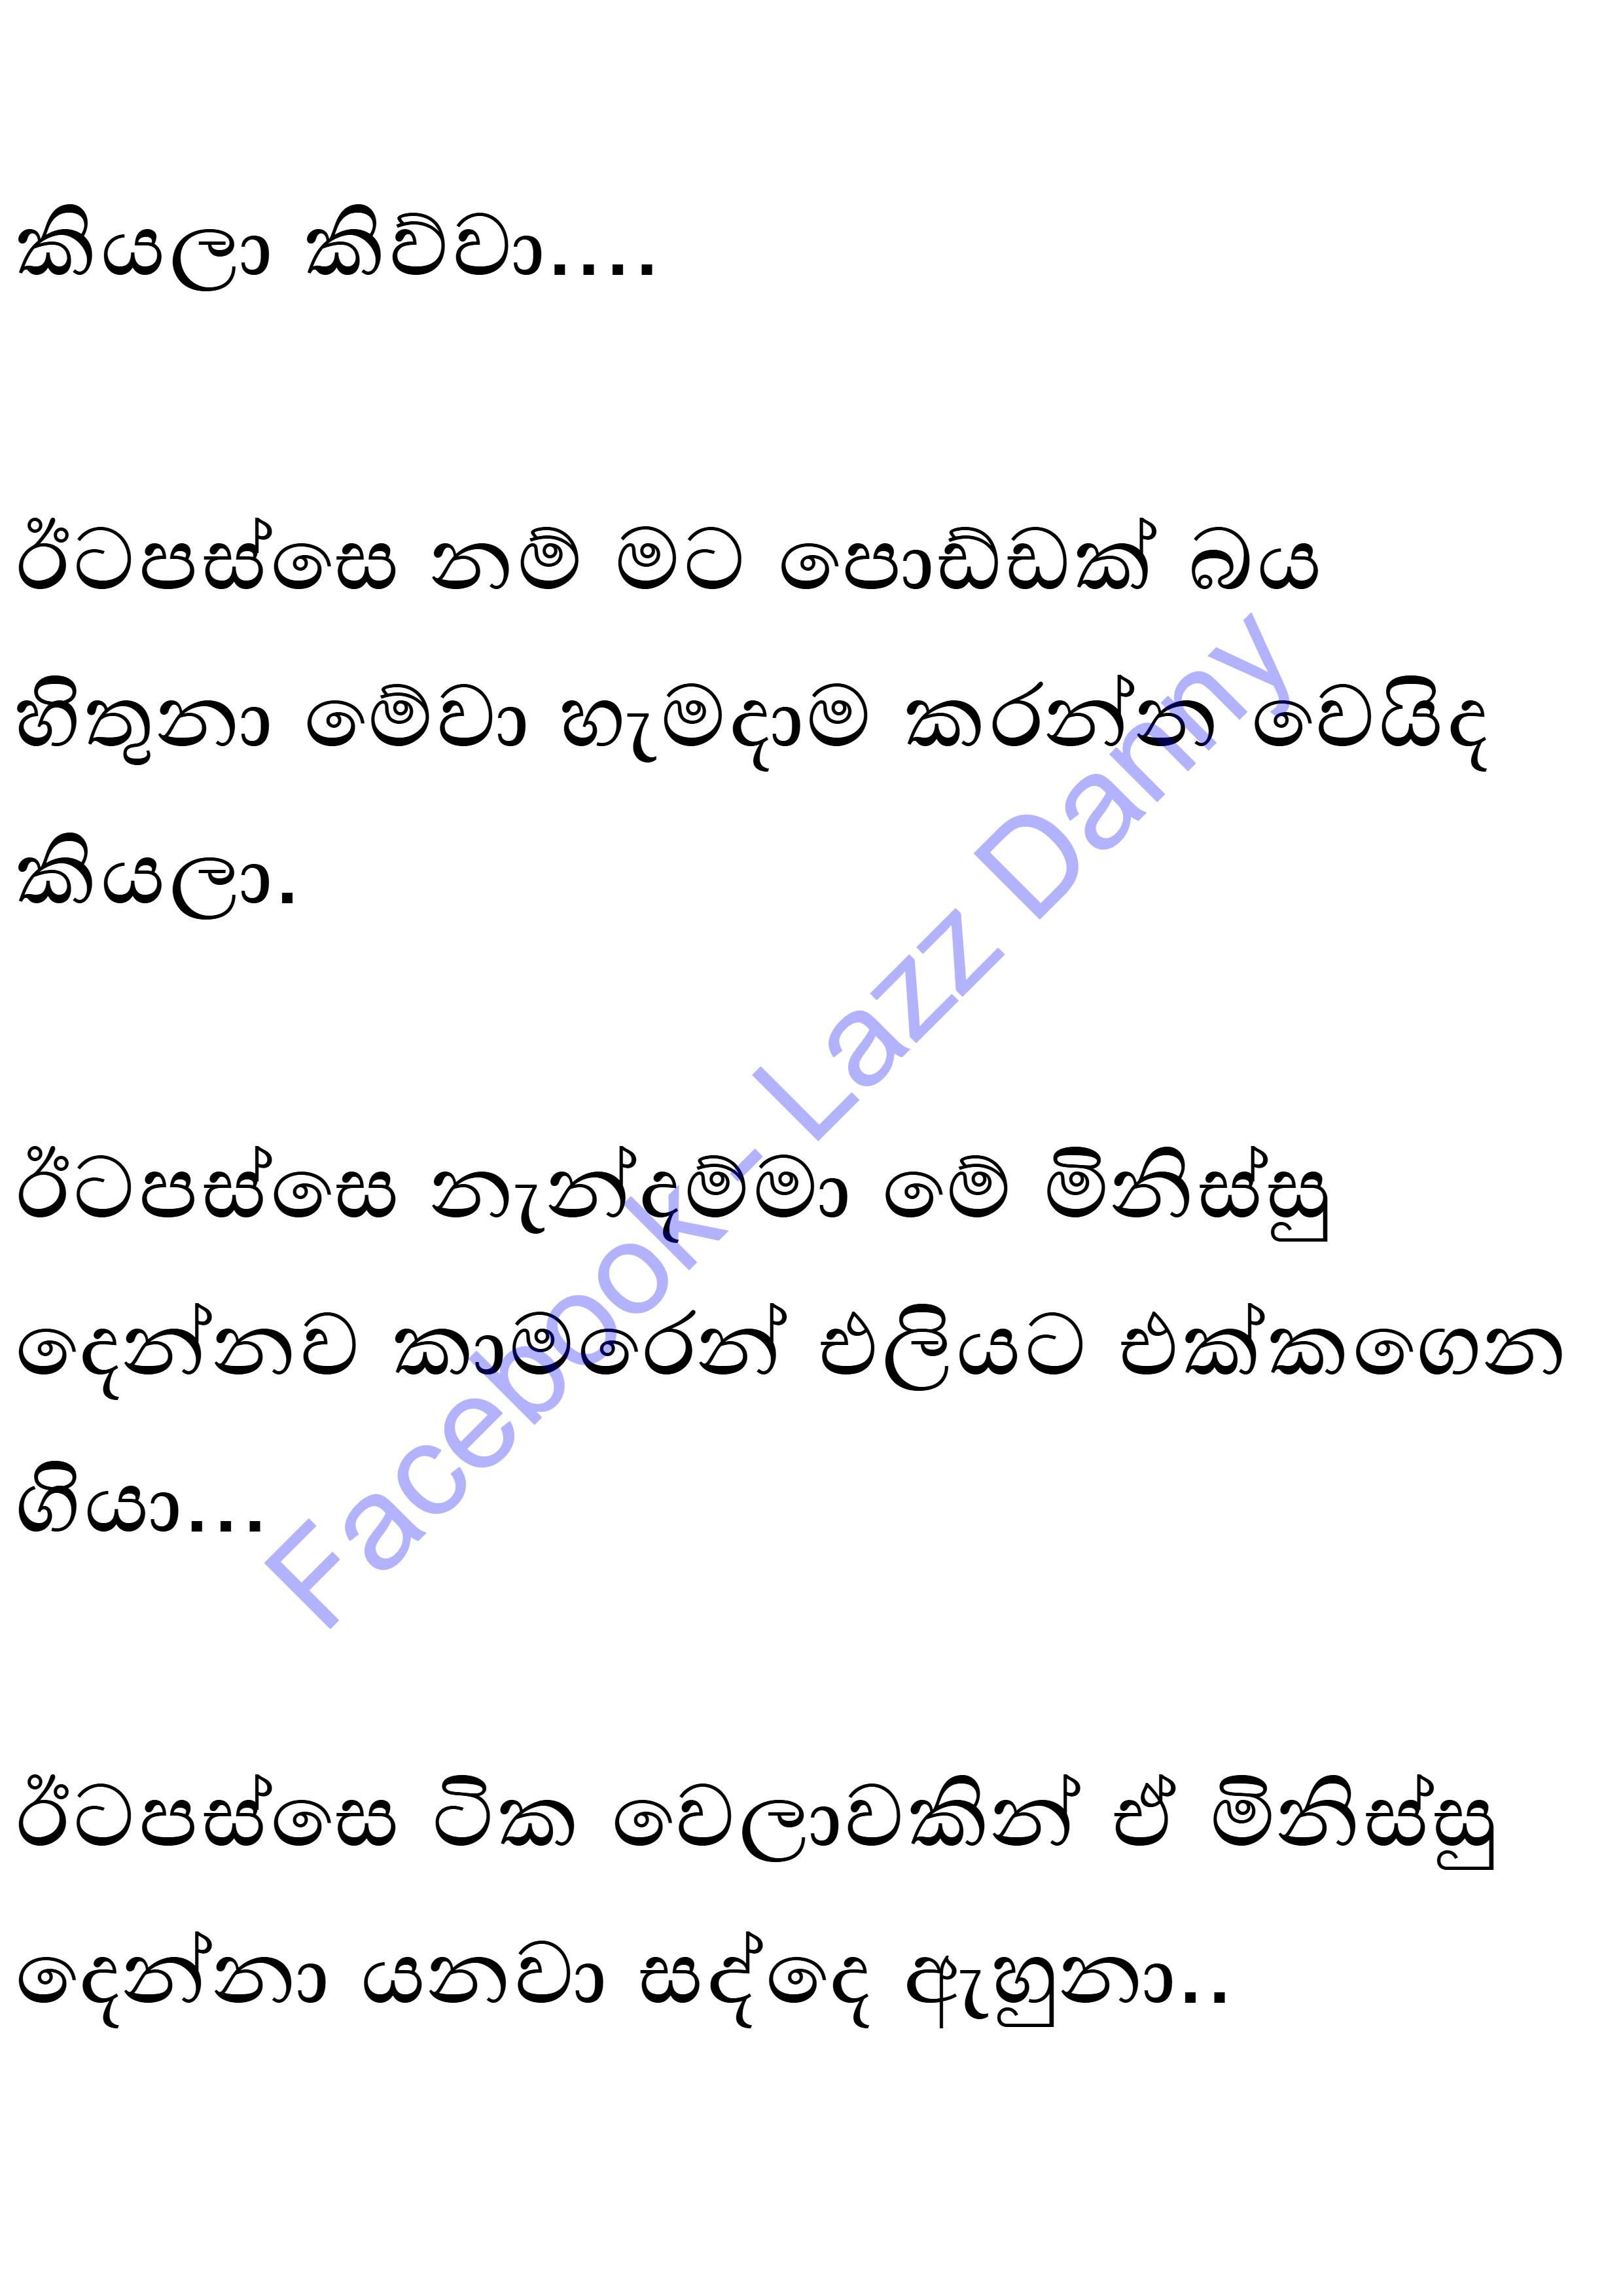 කියලා කිව්වා....
ඊටපස්සෙ නම් මට පොඩ්ඩක් බය
හිතුනා මේවා හැමදාම කරන්න වෙයිද
කියලා.
ඊටපස්සෙ නැන්දම්මා මේ මිනිස්සු
දෙන්නව කාමරෙන් එලියට එක්කගෙන
ගියා...
ඊටපස්සෙ ටික වෙලාවකින් ඒ මිනිස්සු
දෙන්නා යනවා සද්දෙ ඇහුනා..
Facebook - Lazz Damy